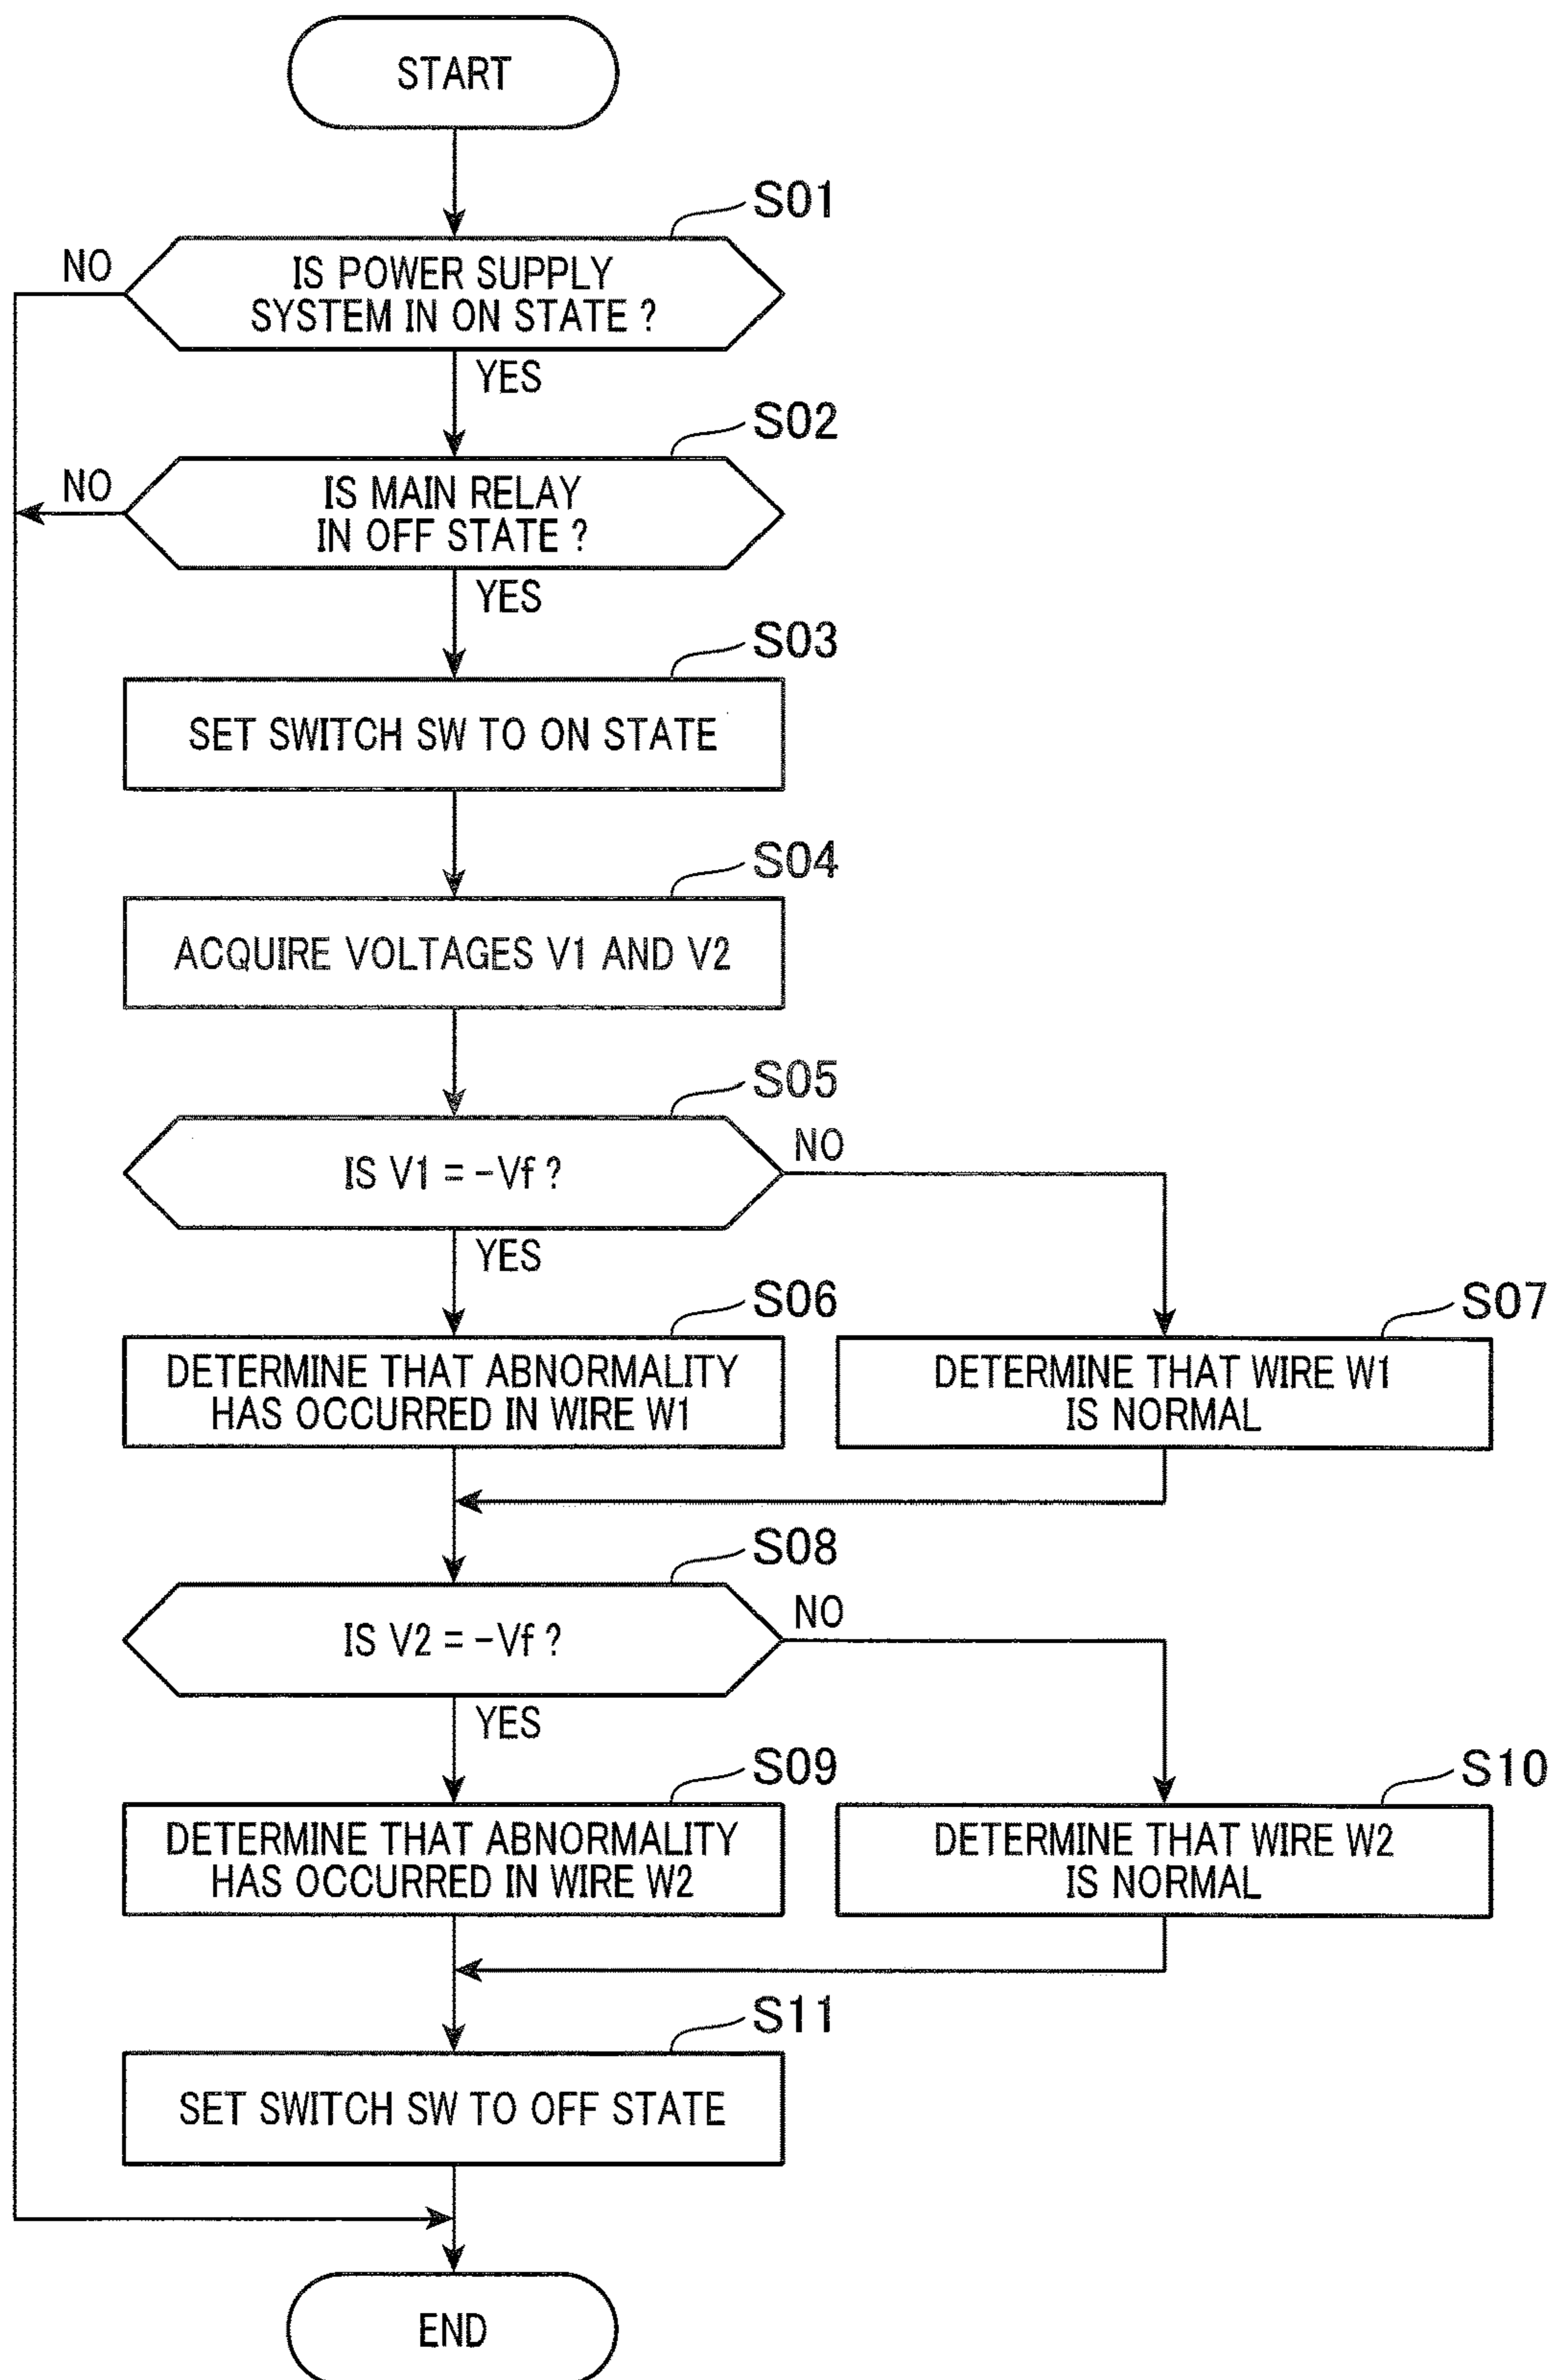 START
S01
NO
IS POWER SUPPLY
SYSTEM IN ON STATE ?
YES
S02
NO
IS MAIN RELAY
IN OFF STATE ?
YES
S03
SET SWITCH SW TO ON STATE
S04
ACQUIRE VOLTAGES V1 AND V2
S05
IS V1 = -Vf ?
NO
YES
S06
DETERMINE THAT ABNORMALITY
HAS OCCURRED IN WIRE W1
S07
DETERMINE THAT WIRE W1
IS NORMAL
S08
IS V2 = -Vf ?
NO
YES
S09
DETERMINE THAT ABNORMALITY
HAS OCCURRED IN WIRE W2
S10
DETERMINE THAT WIRE W2
IS NORMAL
S11
SET SWITCH SW TO OFF STATE
END